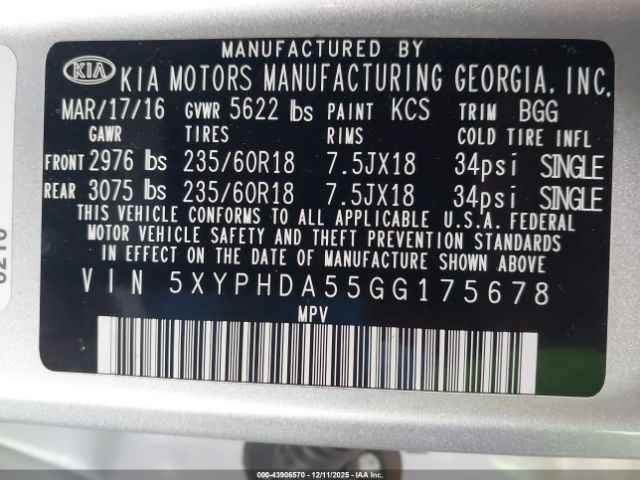 MANUFACTURED BY
KIA KIA MOTORS MANUFACTURING GEORGIA, INC.
MAR/17/16 GVWR 5622 lbs PAINT KCS TRIM BGG
GAWR TIRES RIMS COLD TIRE INFL
FRONT 2976 lbs 235/60R18 7.5JX18 34psi SINGLE
REAR 3075 lbs 235/60R18 7.5JX18 34psi SINGLE
THIS VEHICLE CONFORMS TO ALL APPLICABLE U.S.A. FEDERAL
MOTOR VEHICLE SAFETY AND THEFT PREVENTION STANDARDS
IN EFFECT ON THE DATE OF MANUFACTURE SHOWN ABOVE.
VIN 5XYPHDA55GG175678
MPV
000-43906570 - 12/11/2025 - IAAI